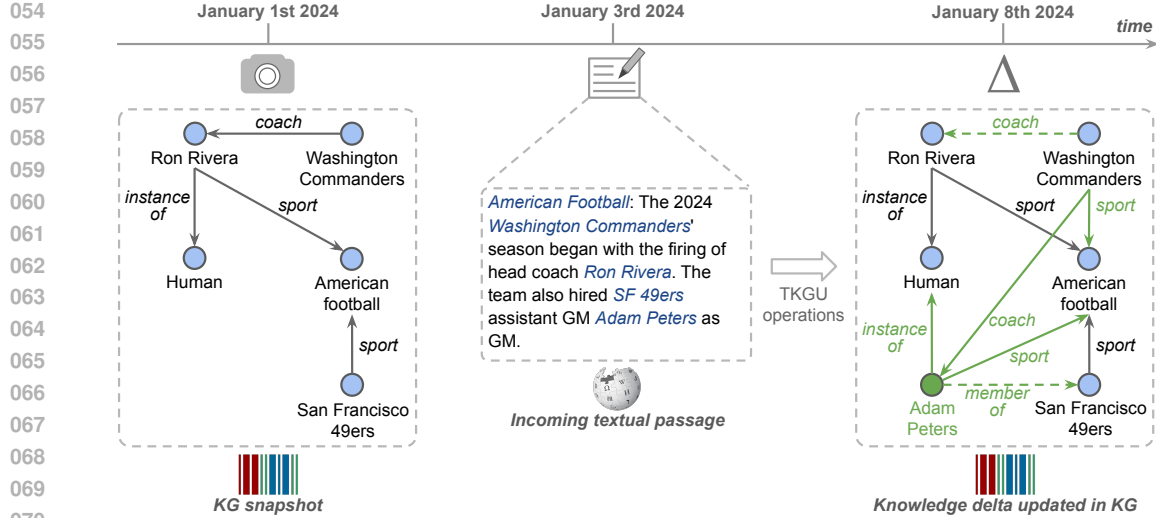 054
055
056
057
058
059
060
061
062
063
064
065
066
067
068
069
January 1st 2024
January 3rd 2024
January 8th 2024
time
coach
Ron Rivera
Washington
Commanders
instance
of
sport
Human
American
football
sport
San Francisco
49ers
KG snapshot
American Football: The 2024
Washington Commanders'
season began with the firing of
head coach Ron Rivera. The
team also hired SF 49ers
assistant GM Adam Peters as
GM.
Incoming textual passage
TKGU
operations
coach
Ron Rivera
Washington
Commanders
instance
of
sport
sport
Human
American
football
instance
of
coach
sport
sport
member
of
Adam
Peters
San Francisco
49ers
Knowledge delta updated in KG